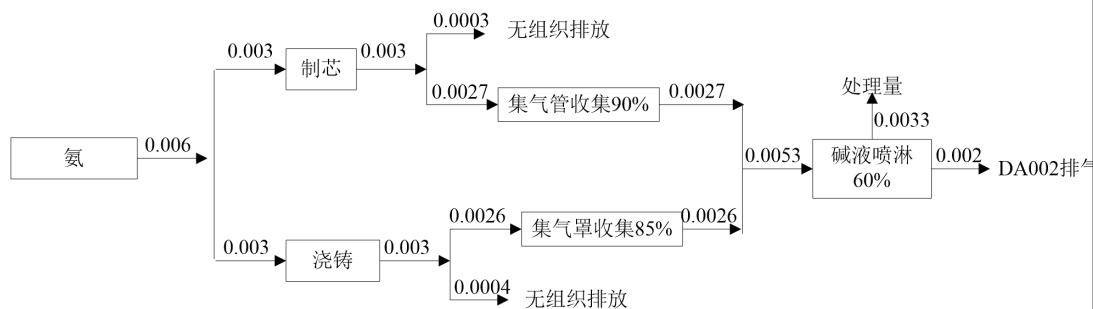 0.0003
无组织排放
0.003
制芯
0.003
0.0027
集气管收集90%
0.0027
处理量
0.0033
氨
0.006
0.0053
碱液喷淋
60%
0.002
DA002排气
0.003
浇铸
0.003
0.0026
集气罩收集85%
0.0026
0.0004
无组织排放